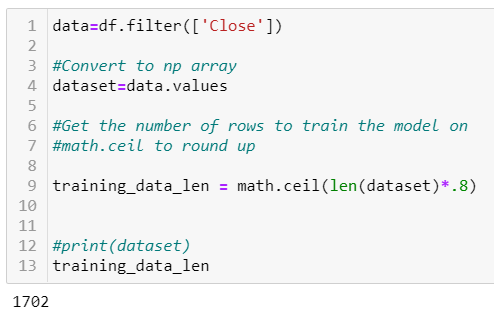 1 data=df.filter(['Close'])
2
3 #Convert to np array
4 dataset=data.values
5
6 #Get the number of rows to train the model on
7 #math.ceil to round up
8
9 training_data_len = math.ceil(len(dataset)*.8)
10
11
12 #print(dataset)
13 training_data_len
1702